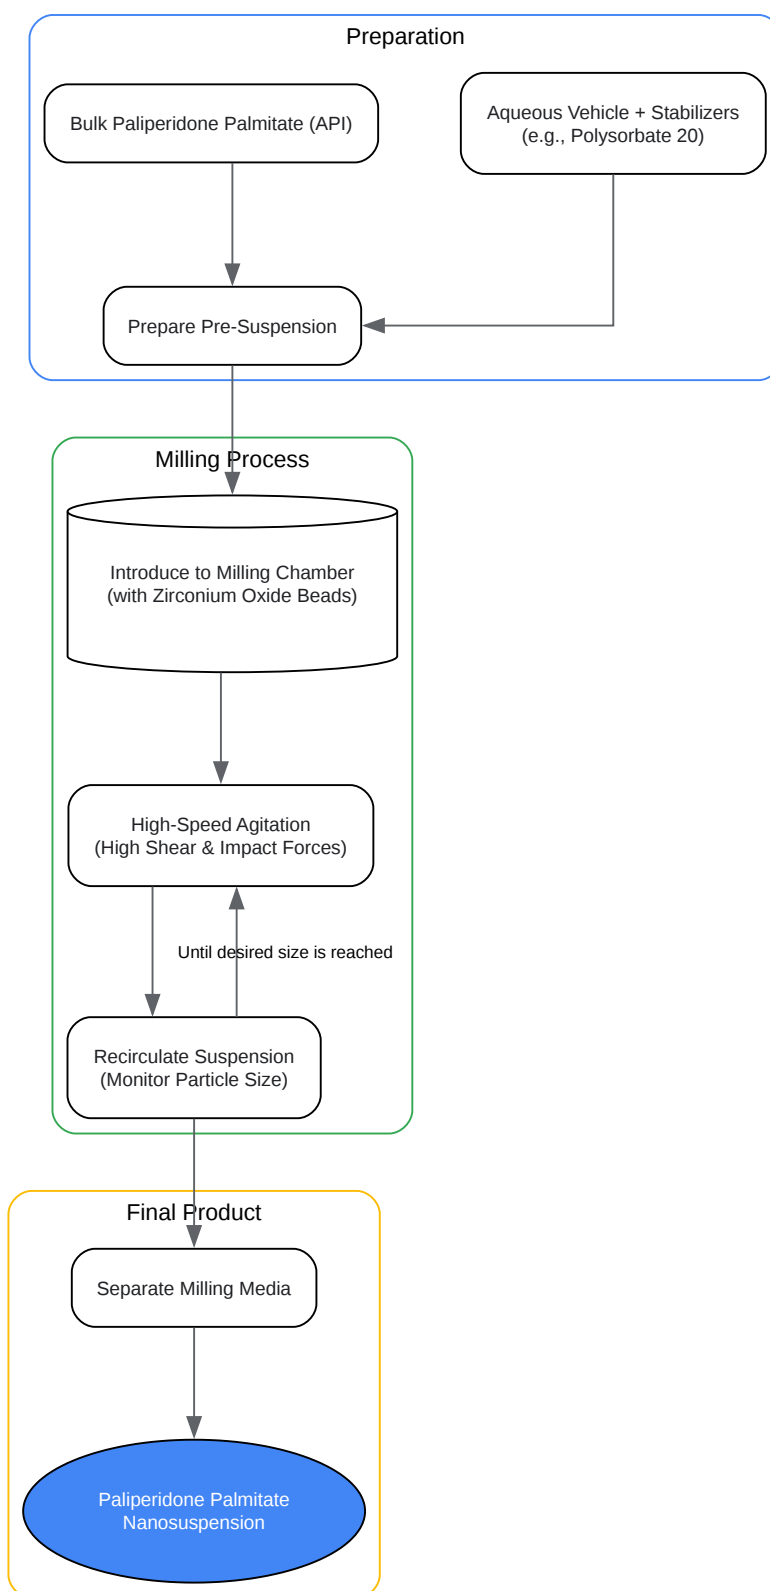 Preparation
Bulk Paliperidone Palmitate (API)
Aqueous Vehicle + Stabilizers
(e.g., Polysorbate 20)
Prepare Pre-Suspension
Milling Process
Introduce to Milling Chamber
(with Zirconium Oxide Beads)
High-Speed Agitation
(High Shear & Impact Forces)
Until desired size is reached
Recirculate Suspension
(Monitor Particle Size)
Final Product
Separate Milling Media
Paliperidone Palmitate
Nanosuspension